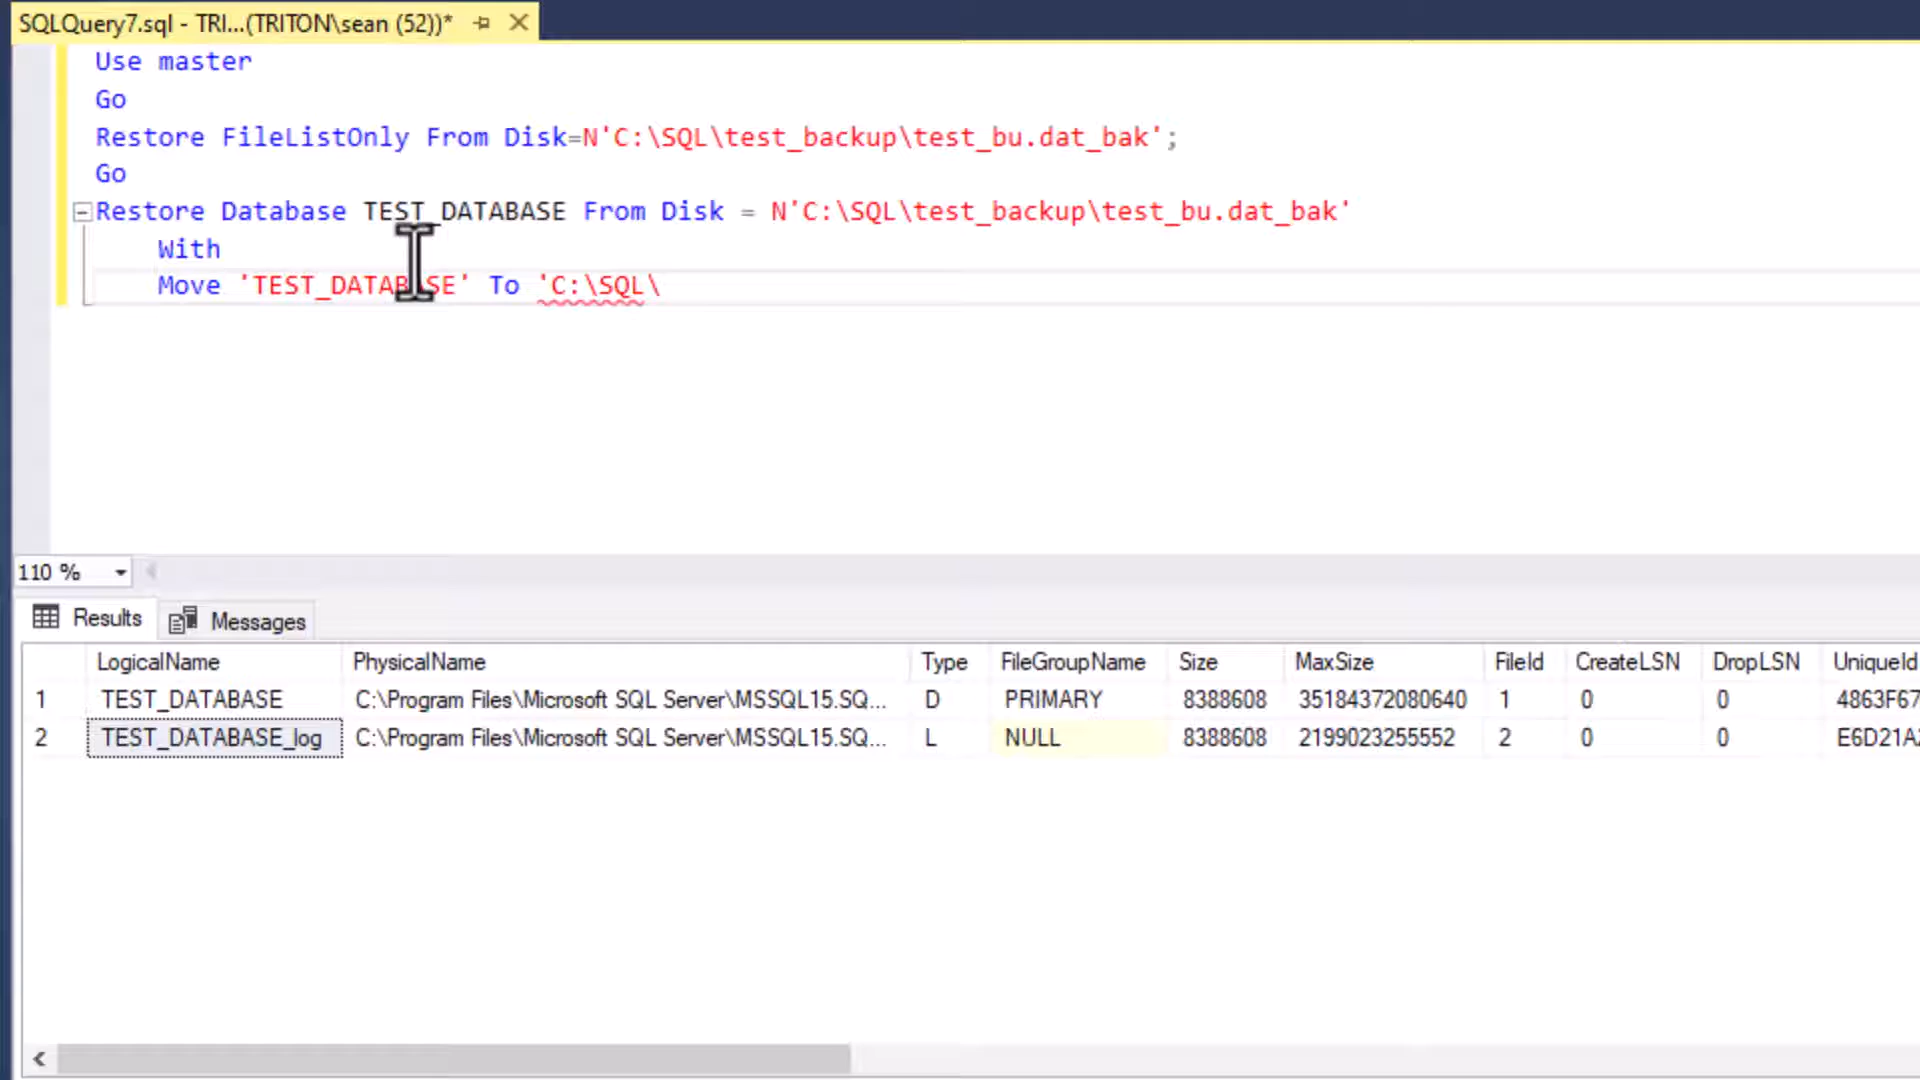 SQLQuery7.sql - TRI...(TRITON\sean (52))*
Use master
Go
Restore FileListOnly From Disk=N'C:\SQL\test_backup\test_bu.dat_bak';
Go
Restore Database TEST_DATABASE From Disk = N'C:\SQL\test_backup\test_bu.dat_bak'
With
Move 'TEST_DATABASE' To 'C:\SQL\
110 %
Results Messages
LogicalName PhysicalName Type FileGroupName Size MaxSize FileId CreateLSN DropLSN UniqueId
1 TEST_DATABASE C:\Program Files\Microsoft SQL Server\MSSQL15.SQ... D PRIMARY 8388608 35184372080640 1 0 0 4863F67
2 TEST_DATABASE_log C:\Program Files\Microsoft SQL Server\MSSQL15.SQ... L NULL 8388608 2199023255552 2 0 0 E6D21A